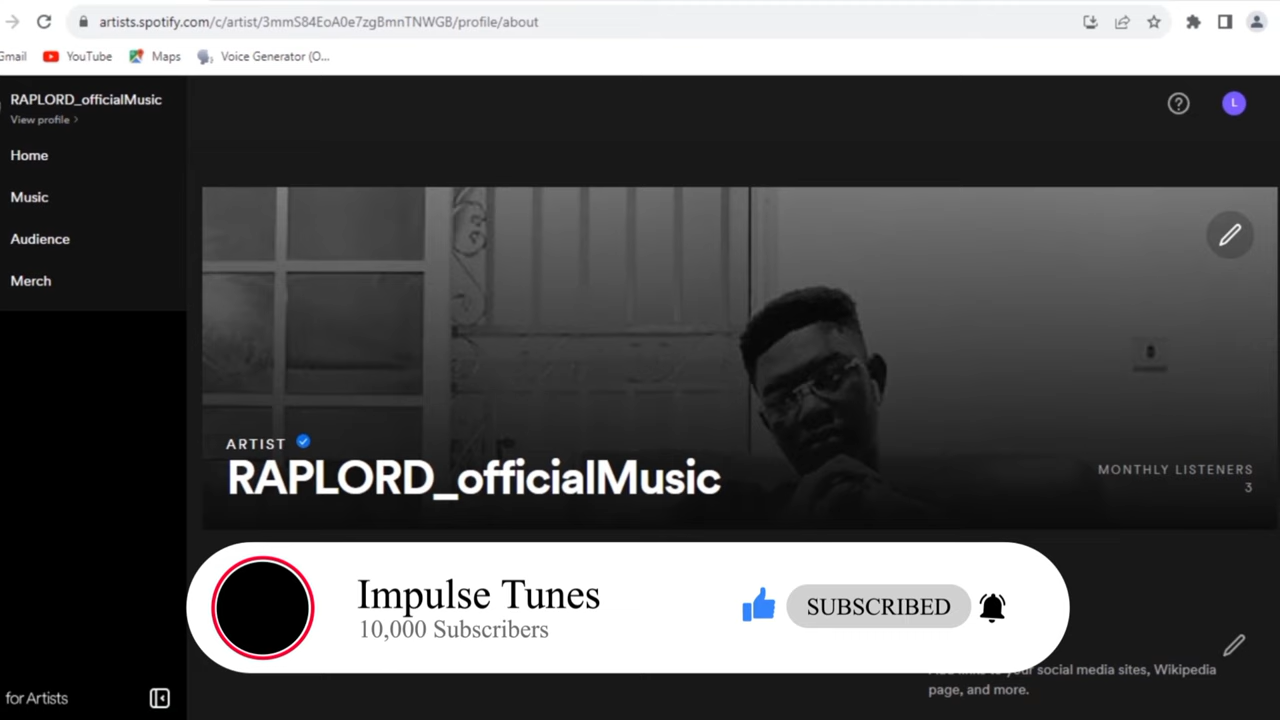 artists.spotify.com/c/artist/3mmS84EoA0e7zgBmnTNWGB/profile/about
Gmail YouTube Maps Voice Generator (O...
RAPLORD_officialMusic
View profile >
L
Home
Music
Audience
Merch
ARTIST
RAPLORD_officialMusic
MONTHLY LISTENERS
3
Impulse Tunes
10,000 Subscribers
SUBSCRIBED
social media sites, Wikipedia
page, and more.
for Artists